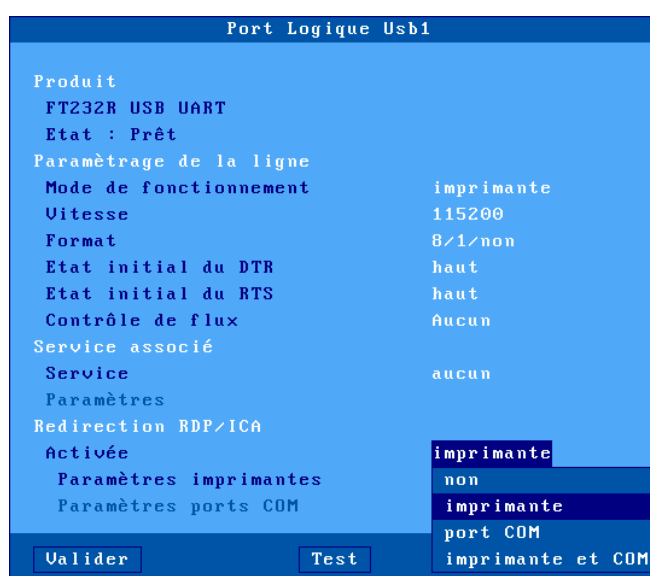 Port Logique Usb1
Produit
FT232R USB UART
Etat : Prêt
Paramètrage de la ligne
Mode de fonctionnement imprimante
Vitesse 115200
Format 8/1/non
Etat initial du DTR haut
Etat initial du RTS haut
Contrôle de flux Aucun
Service associé
Service aucun
Paramètres
Redirection RDP/ICA
Activée imprimante
Paramètres imprimantes non
Paramètres ports COM imprimante
port COM
Valider Test imprimante et COM